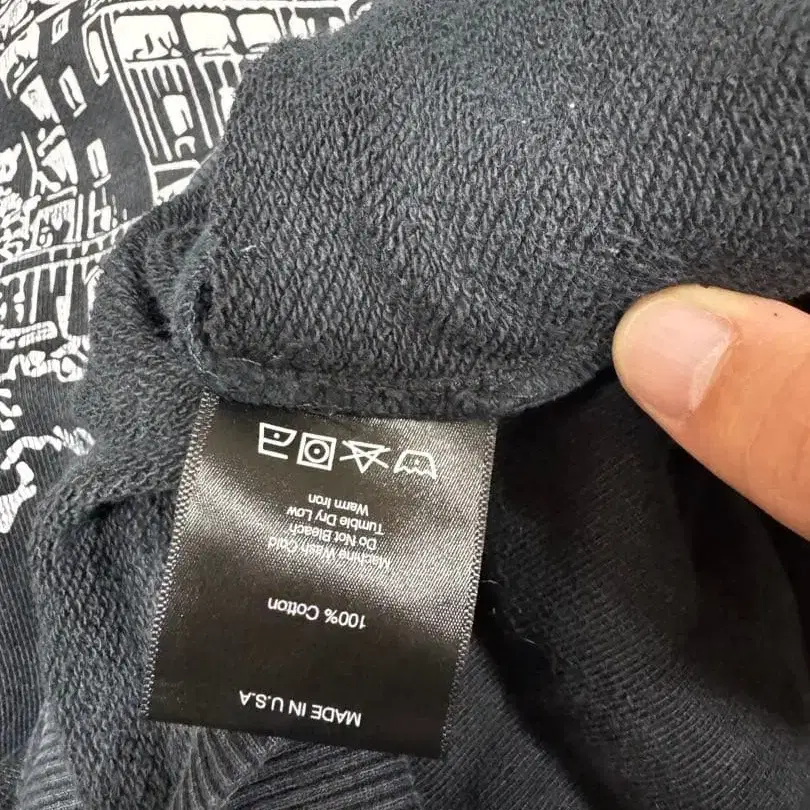 MADE IN U.S.A
100% Cotton
Machine Wash Cold
Do Not Bleach
Tumble Dry Low
Warm Iron